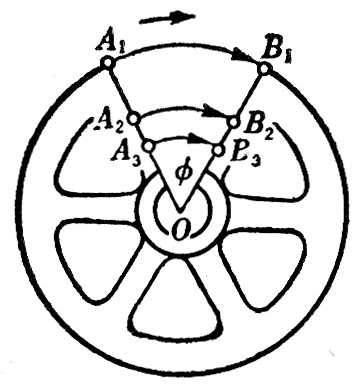 A₁ B₁
A₂ B₂
A₃ B₃
ϕ
O